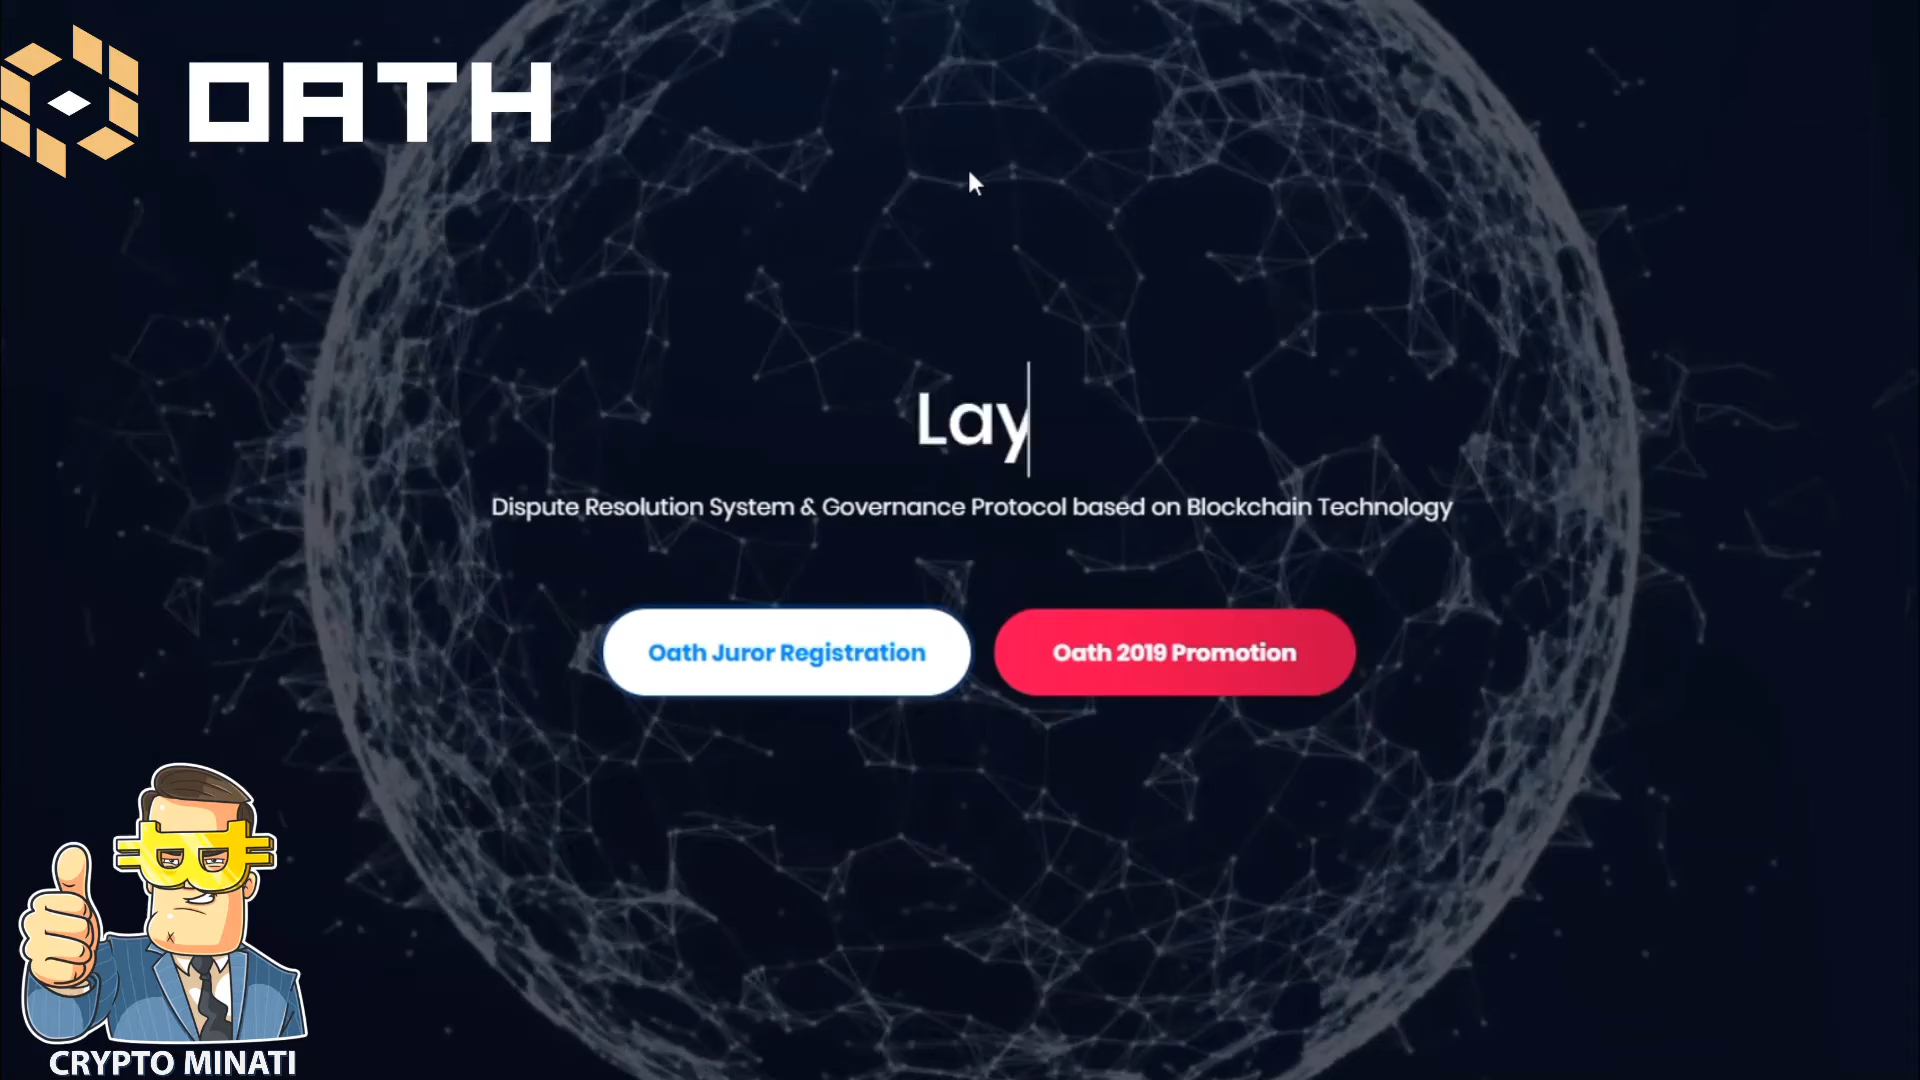 OATH
Lay
Dispute Resolution System & Governance Protocol based on Blockchain Technology
Oath Juror Registration
Oath 2019 Promotion
CRYPTO MINATI